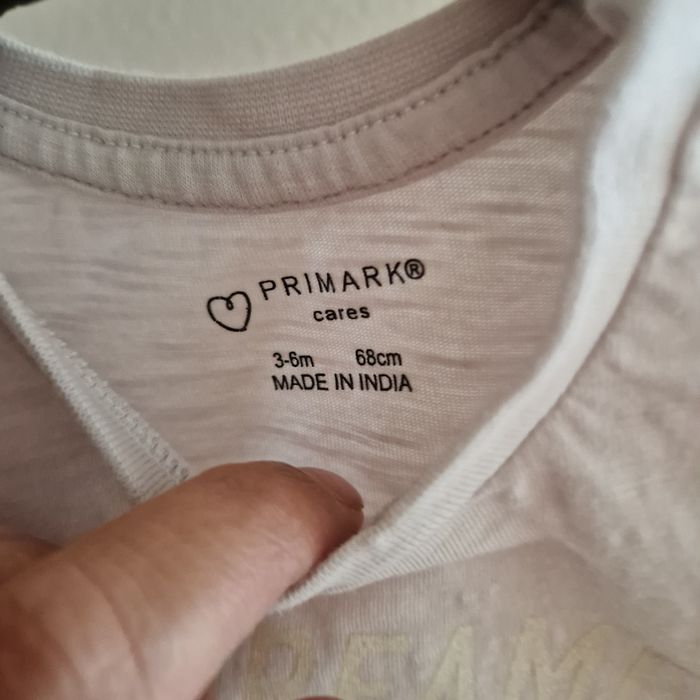 PRIMARK®
cares
3-6m 68cm
MADE IN INDIA